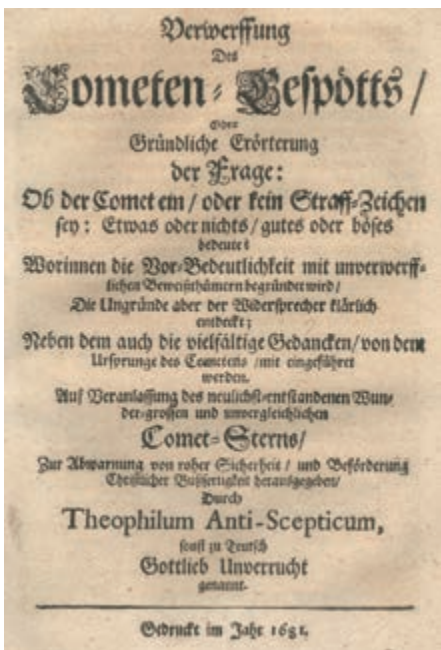 Verwerffung
Des
Cometen-Gespötts/
Oder
Gründliche Erörterung
der Frage:
Ob der Comet ein/ oder kein Straff-Zeichen
sey: Etwas oder nichts/ gutes oder böses
bedeute?
Worinnen die Vor-Bedeutlichkeit mit unverwerff-
lichen Beweißthümern begründet wird/
Die Ungründe aber der Widersprecher klärlich
entdeckt;
Neben dem auch die vielfältige Gedancken/ von dem
Ursprunge des Cometens/ mit eingeführet
werden.
Auf Veranlassung des neulichst-entstandenen Wun-
der-grossen und unvergleichlichen
Comet-Sterns/
Zur Abwarnung von roher Sicherheit/ und Beförderung
Christlicher Bußfertigkeit herausgegeben/
Durch
Theophilum Anti-Scepticum,
sonst zu Teutsch
Gottlieb Unverrucht
genannt.
Gedruckt im Jahr 1681.